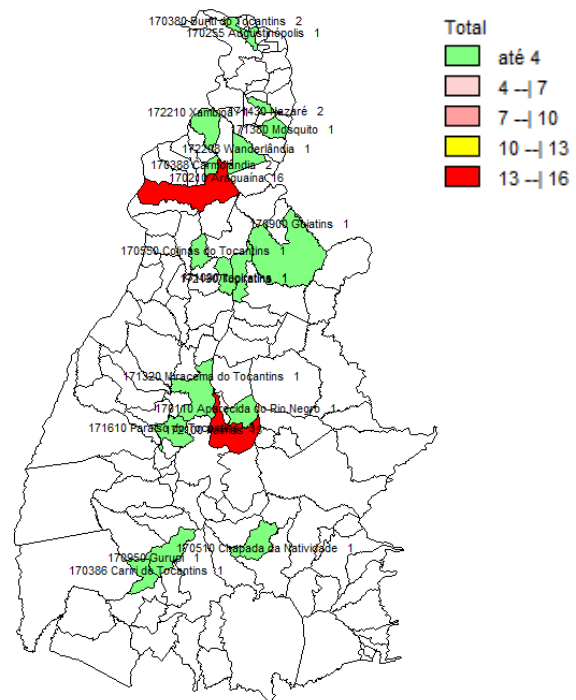 170380 Buriti do Tocantins 2
170255 Augustinópolis 1
Total
até 4
4 --| 7
7 --| 10
10 --| 13
13 --| 16
172210 Xambioá
171430 Nazaré 2
171380 Mosquito 1
172208 Wanderlândia 1
170388 Carmolândia 2
170210 Araguaína 16
170900 Goiatins 1
170550 Colinas do Tocantins 1
1
171320 Miracema do Tocantins 1
170110 Aparecida do Rio Negro 1
171610 Paraíso do Tocantins
170510 Chapada da Natividade 1
170950 Gurupi 1
170386 Cariri do Tocantins 1